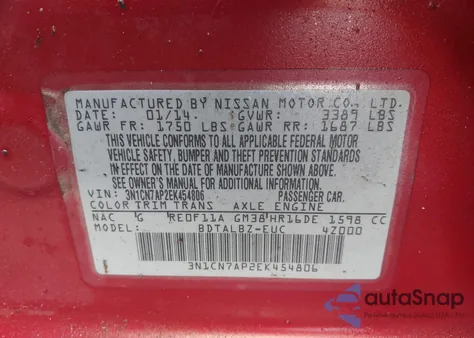 MANUFACTURED BY NISSAN MOTOR CO., LTD.
DATE: 01/14. GVWR: 3389 LBS
GAWR FR: 1750 LBS GAWR RR: 1687 LBS
THIS VEHICLE CONFORMS TO ALL APPLICABLE FEDERAL MOTOR
VEHICLE SAFETY, BUMPER AND THEFT PREVENTION STANDARDS
IN EFFECT ON THE DATE OF MANUFACTURE SHOWN ABOVE.
SEE OWNER'S MANUAL FOR ADDITIONAL LOADING INFORMATION.
VIN: 3N1CN7AP2EK454806 PASSENGER CAR.
COLOR TRIM TRANS AXLE ENGINE
NAC G RE0F11A GM38 HR16DE 1598 CC
MODEL: BDTALBZ-EUC 4Z000
3N1CN7AP2EK454806
autoSnap